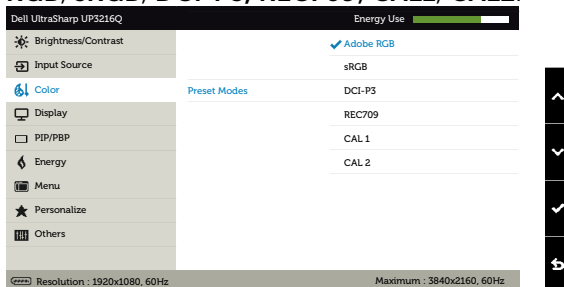 Dell UltraSharp UP3216Q Energy Use
Brightness/Contrast Adobe RGB
Input Source sRGB
Color Preset Modes DCI-P3
Display REC709
PIP/PBP CAL 1
Energy CAL 2
Menu
Personalize
Others
Resolution : 1920x1080, 60Hz Maximum : 3840x2160, 60Hz